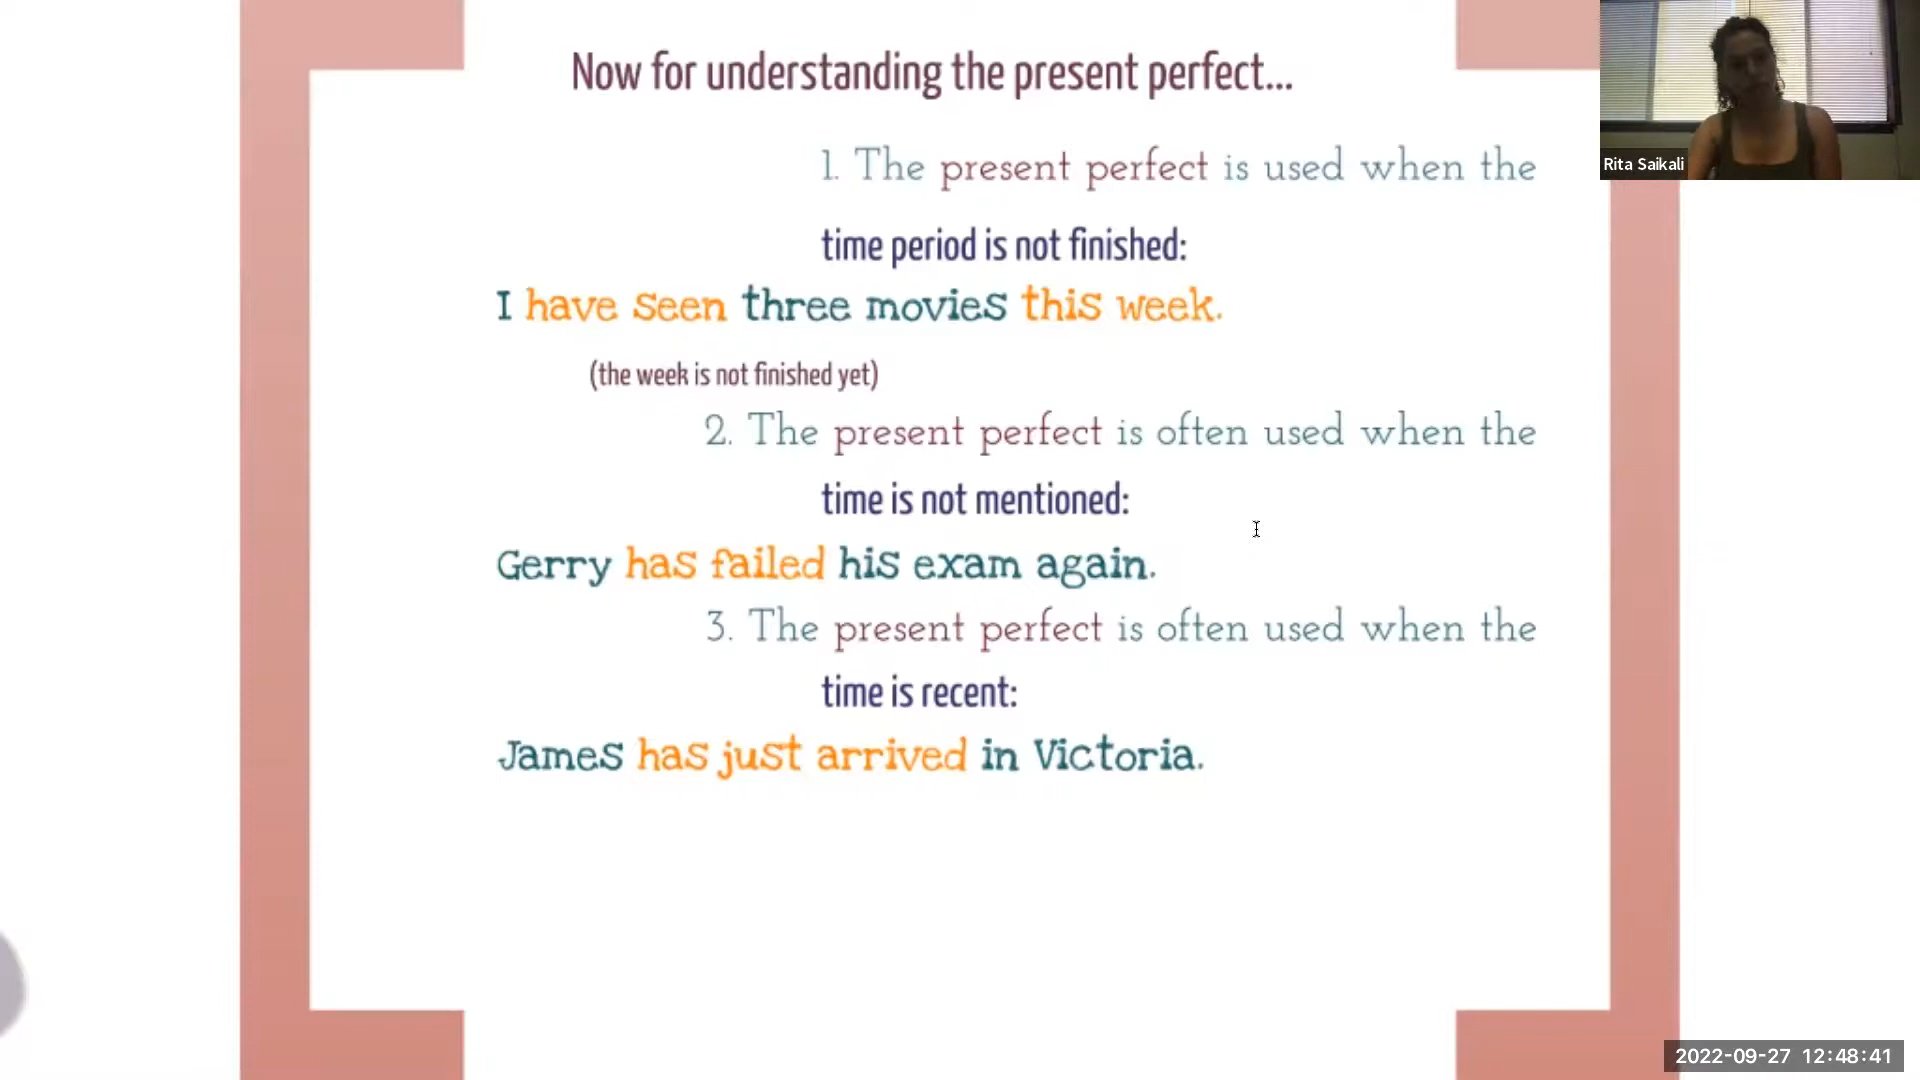 Now for understanding the present perfect...
1. The present perfect is used when the
time period is not finished:
I have seen three movies this week.
(the week is not finished yet)
2. The present perfect is often used when the
time is not mentioned:
Gerry has failed his exam again.
3. The present perfect is often used when the
time is recent:
James has just arrived in Victoria.
Rita Saikali
2022-09-27 12:48:41